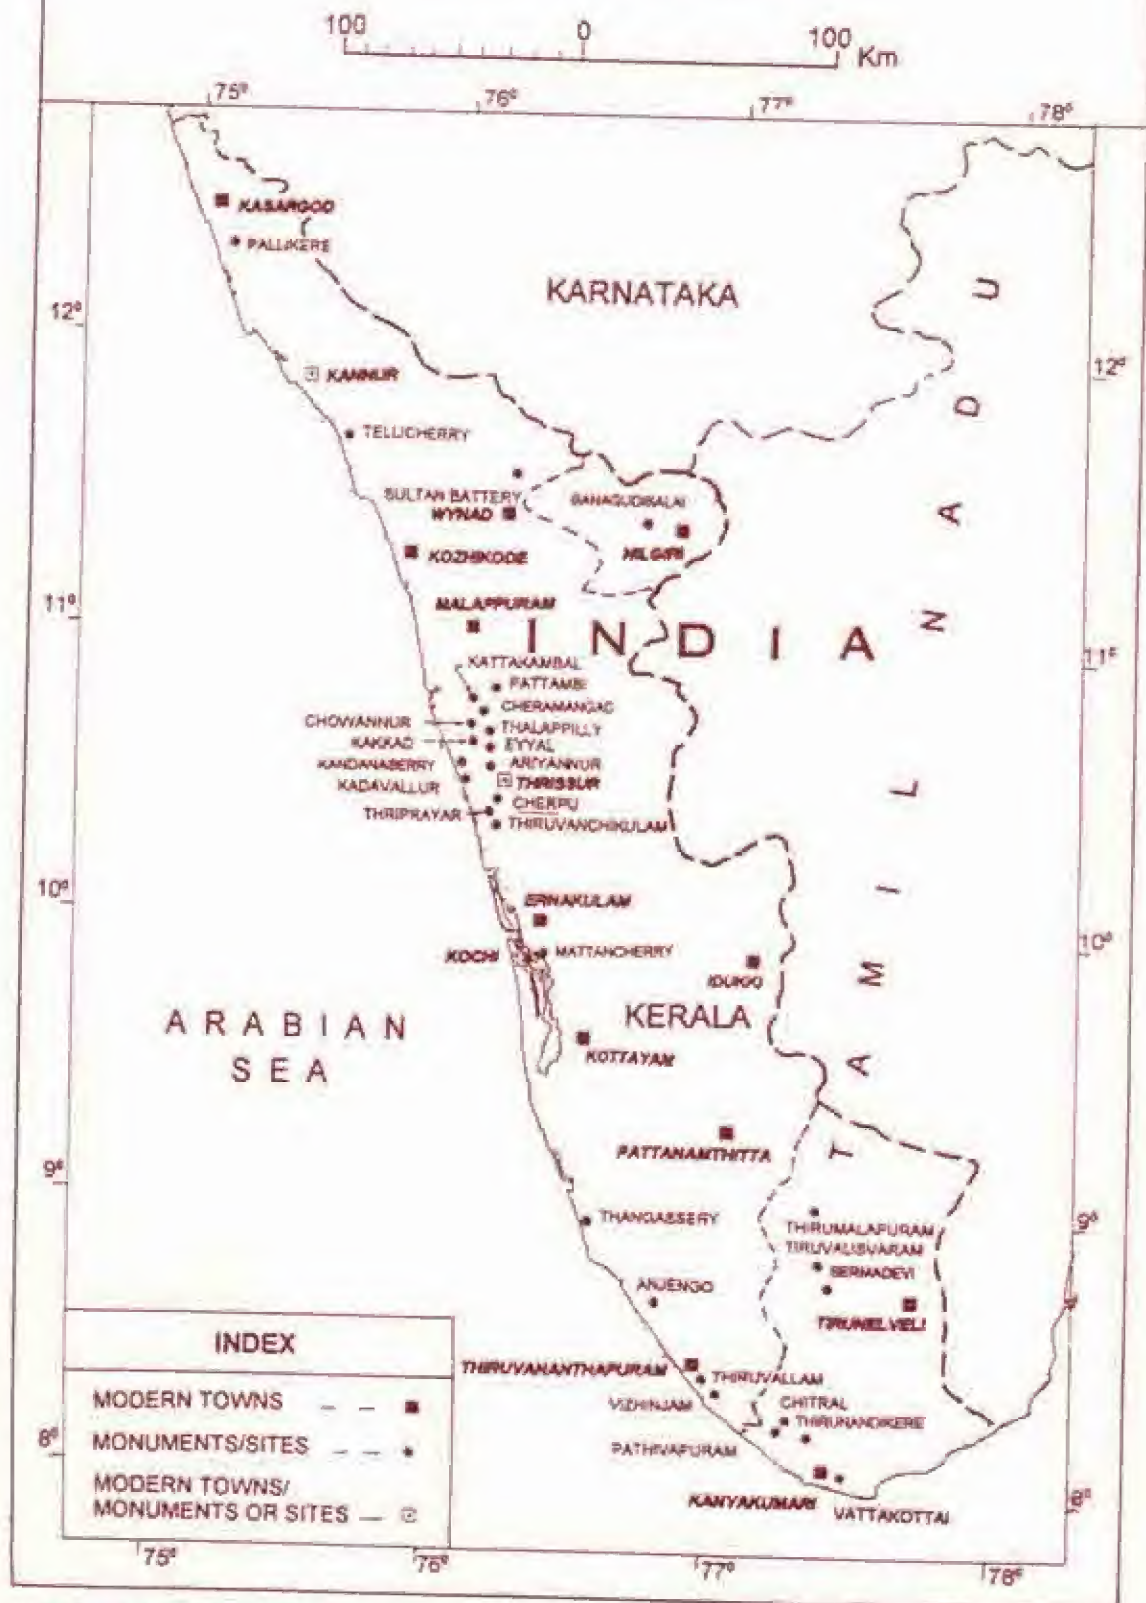 100 0 100 Km
75° 76° 77° 78°
KASARGOD
PALLIKERE
KARNATAKA
12°
KANNUR
12°
TELLICHERRY
SULTAN BATTERY
BANAGUDISALAI
WYNAD
NILGIRI
KOZHIKODE
11°
MALAPPURAM
INDIA
11°
KATTAKAMBAL
PATTAMBI
CHERAMANGAD
CHOWANNUR
THALAPPILLY
KAKKAD
EYYAL
KANDANASERRY
ARIYANNUR
KADAVALLUR
THRISSUR
CHERPU
THRIPRAYAR
THIRUVANCHIKULAM
10°
ERNAKULAM
10°
KOCHI
MATTANCHERRY
IDUKKI
KERALA
ARABIAN
SEA
KOTTAYAM
TAMIL NADU
PATTANAMTHITTA
9°
THANGASSERY
THIRUMALAPURAM
9°
TIRUVALISVARAM
SERMADEVI
ANJENGO
TIRUNELVELI
THIRUVANANTHAPURAM
THIRUVALLAM
VIZHINJAM
CHITRAL
THIRUNANDIKERE
PATHIVAPURAM
8°
KANYAKUMARI
VATTAKOTTAI
8°
INDEX
MODERN TOWNS
MONUMENTS/SITES
MODERN TOWNS/
MONUMENTS OR SITES
75° 76° 77° 78°